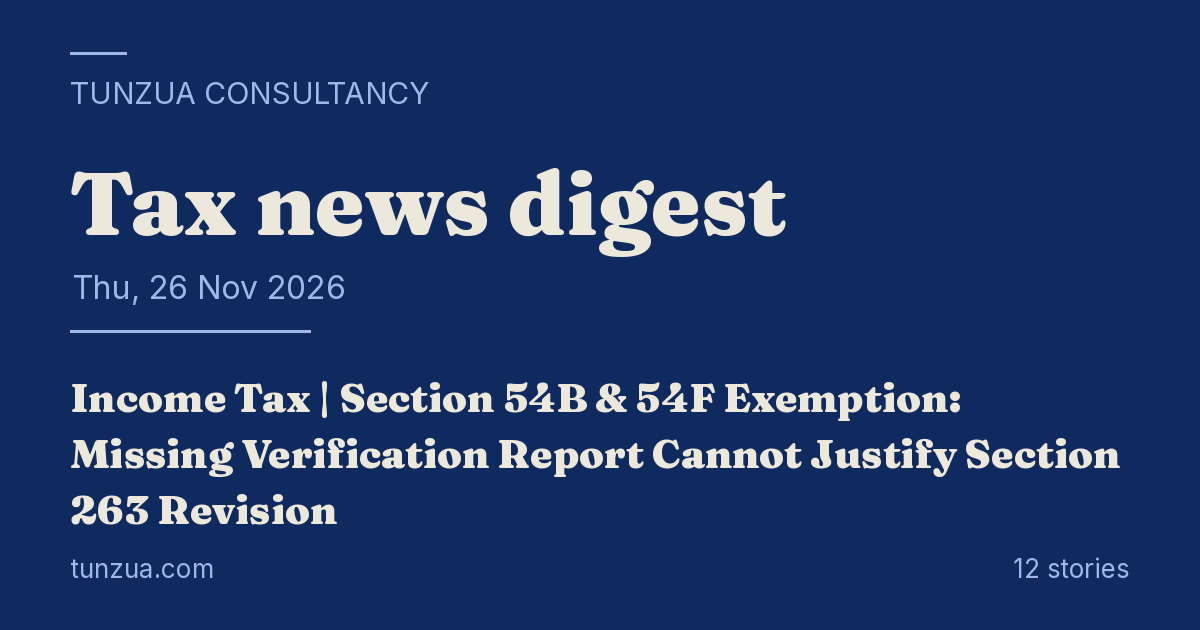 TUNZUA CONSULTANCY
Tax news digest
Thu, 26 Nov 2026
Income Tax | Section 54B & 54F Exemption:
Missing Verification Report Cannot Justify Section
263 Revision
tunzua.com
12 stories